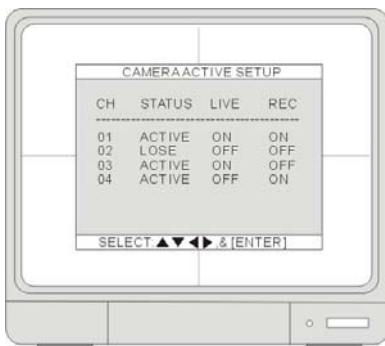 CAMERA ACTIVE SETUP
CH STATUS LIVE REC
------------------------------------------
01 ACTIVE ON ON
02 LOSE OFF OFF
03 ACTIVE ON OFF
04 ACTIVE OFF ON
SELECT:▲▼◀▶,& [ENTER]